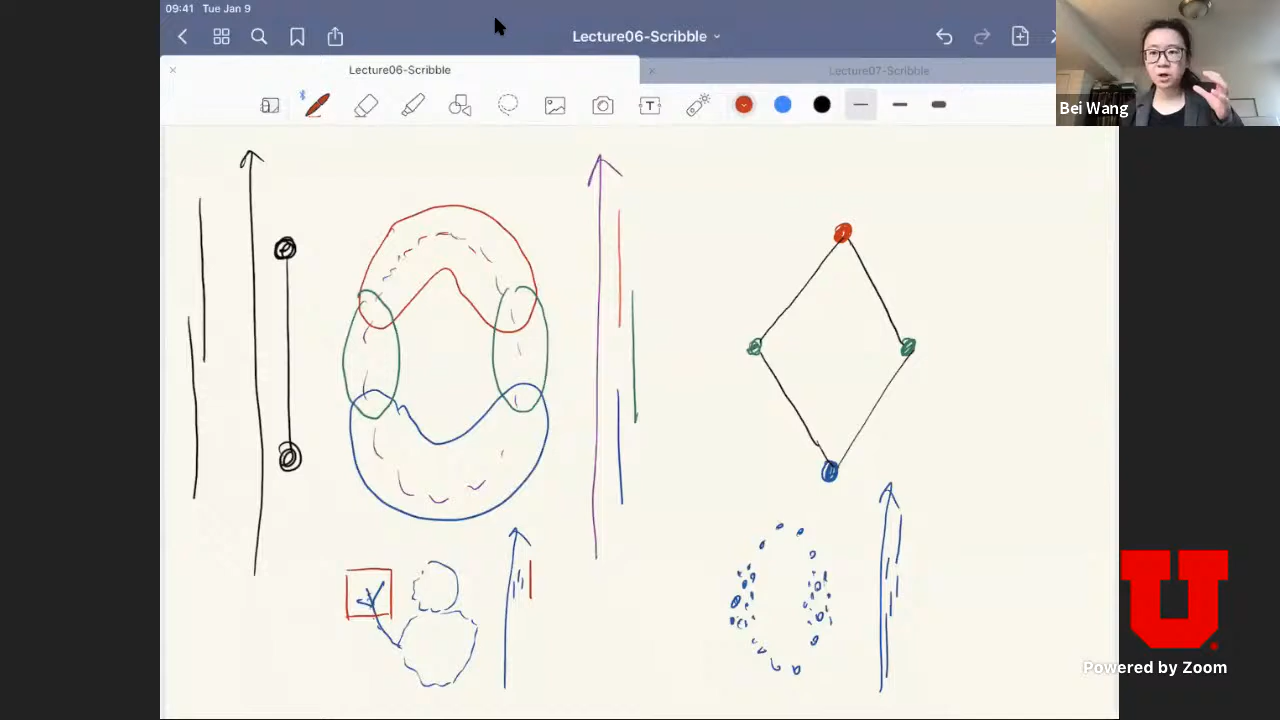 09:41 Tue Jan 9
Lecture06-Scribble
Lecture06-Scribble
Lecture07-Scribble
T
Bei Wang
U
Powered by Zoom